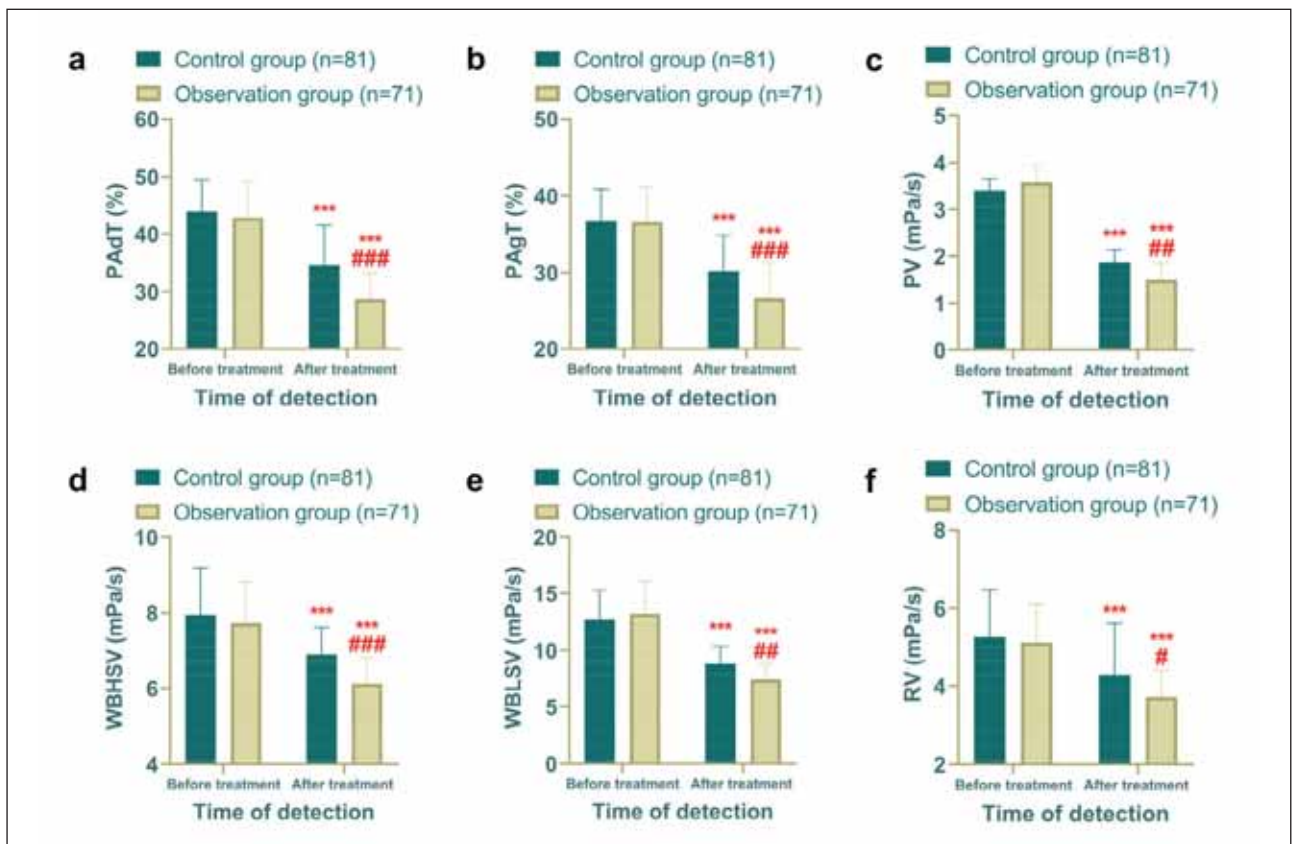 a
Control group (n=81)
Observation group (n=71)
PAdT (%)
60
50
40
30
20
***
***
###
Before treatment After treatment
Time of detection
b
Control group (n=81)
Observation group (n=71)
PAgT (%)
50
40
30
20
***
***
###
Before treatment After treatment
Time of detection
c
Control group (n=81)
Observation group (n=71)
PV (mPa/s)
5
4
3
2
1
0
***
***
##
Before treatment After treatment
Time of detection
d
Control group (n=81)
Observation group (n=71)
WBHSV (mPa/s)
10
8
6
4
***
***
###
Before treatment After treatment
Time of detection
e
Control group (n=81)
Observation group (n=71)
WBLSV (mPa/s)
20
15
10
5
0
***
***
##
Before treatment After treatment
Time of detection
f
Control group (n=81)
Observation group (n=71)
RV (mPa/s)
8
6
4
2
***
***
#
Before treatment After treatment
Time of detection